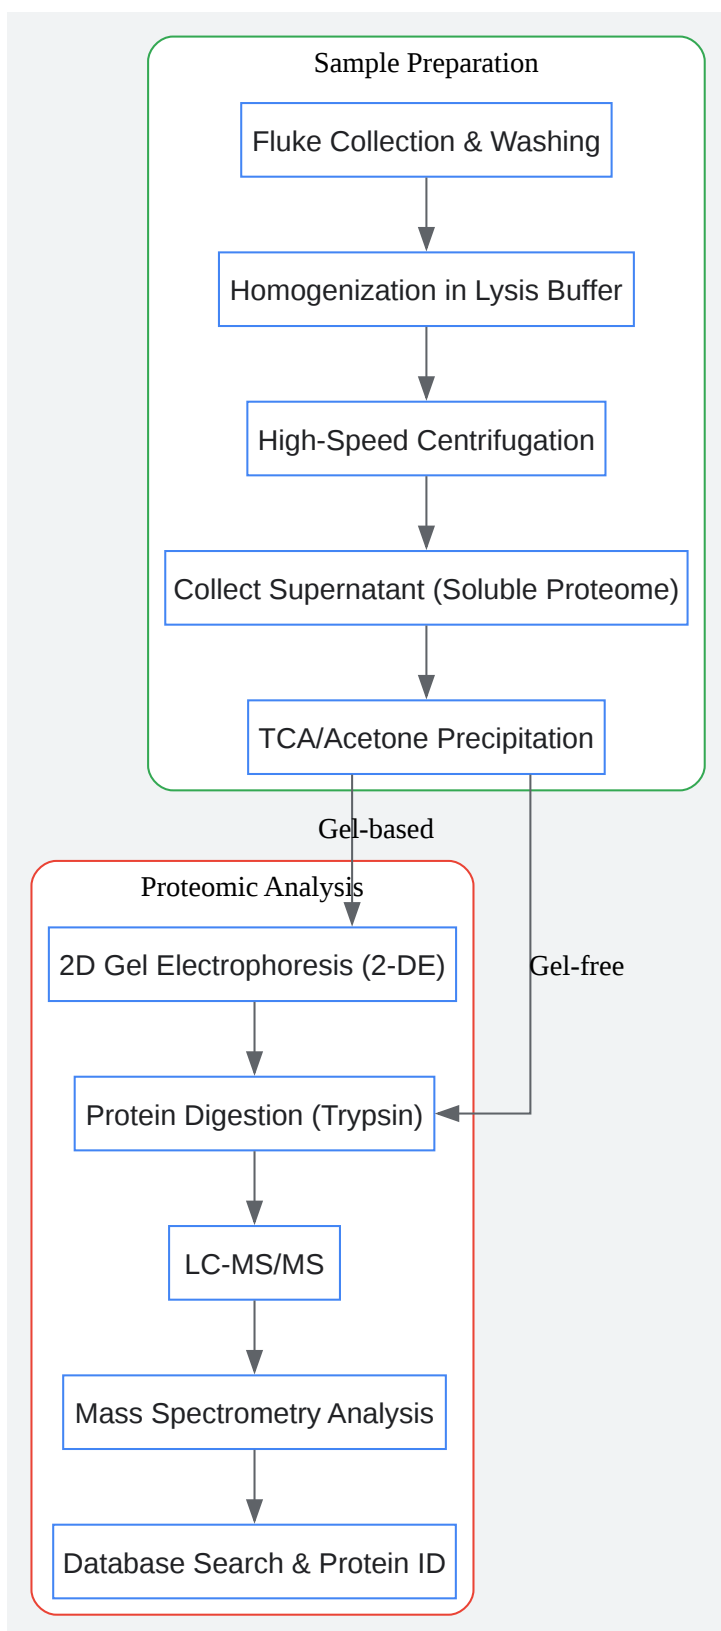 Sample Preparation
Fluke Collection & Washing
Homogenization in Lysis Buffer
High-Speed Centrifugation
Collect Supernatant (Soluble Proteome)
TCA/Acetone Precipitation
Gel-based
Proteomic Analysis
2D Gel Electrophoresis (2-DE)
Gel-free
Protein Digestion (Trypsin)
LC-MS/MS
Mass Spectrometry Analysis
Database Search & Protein ID